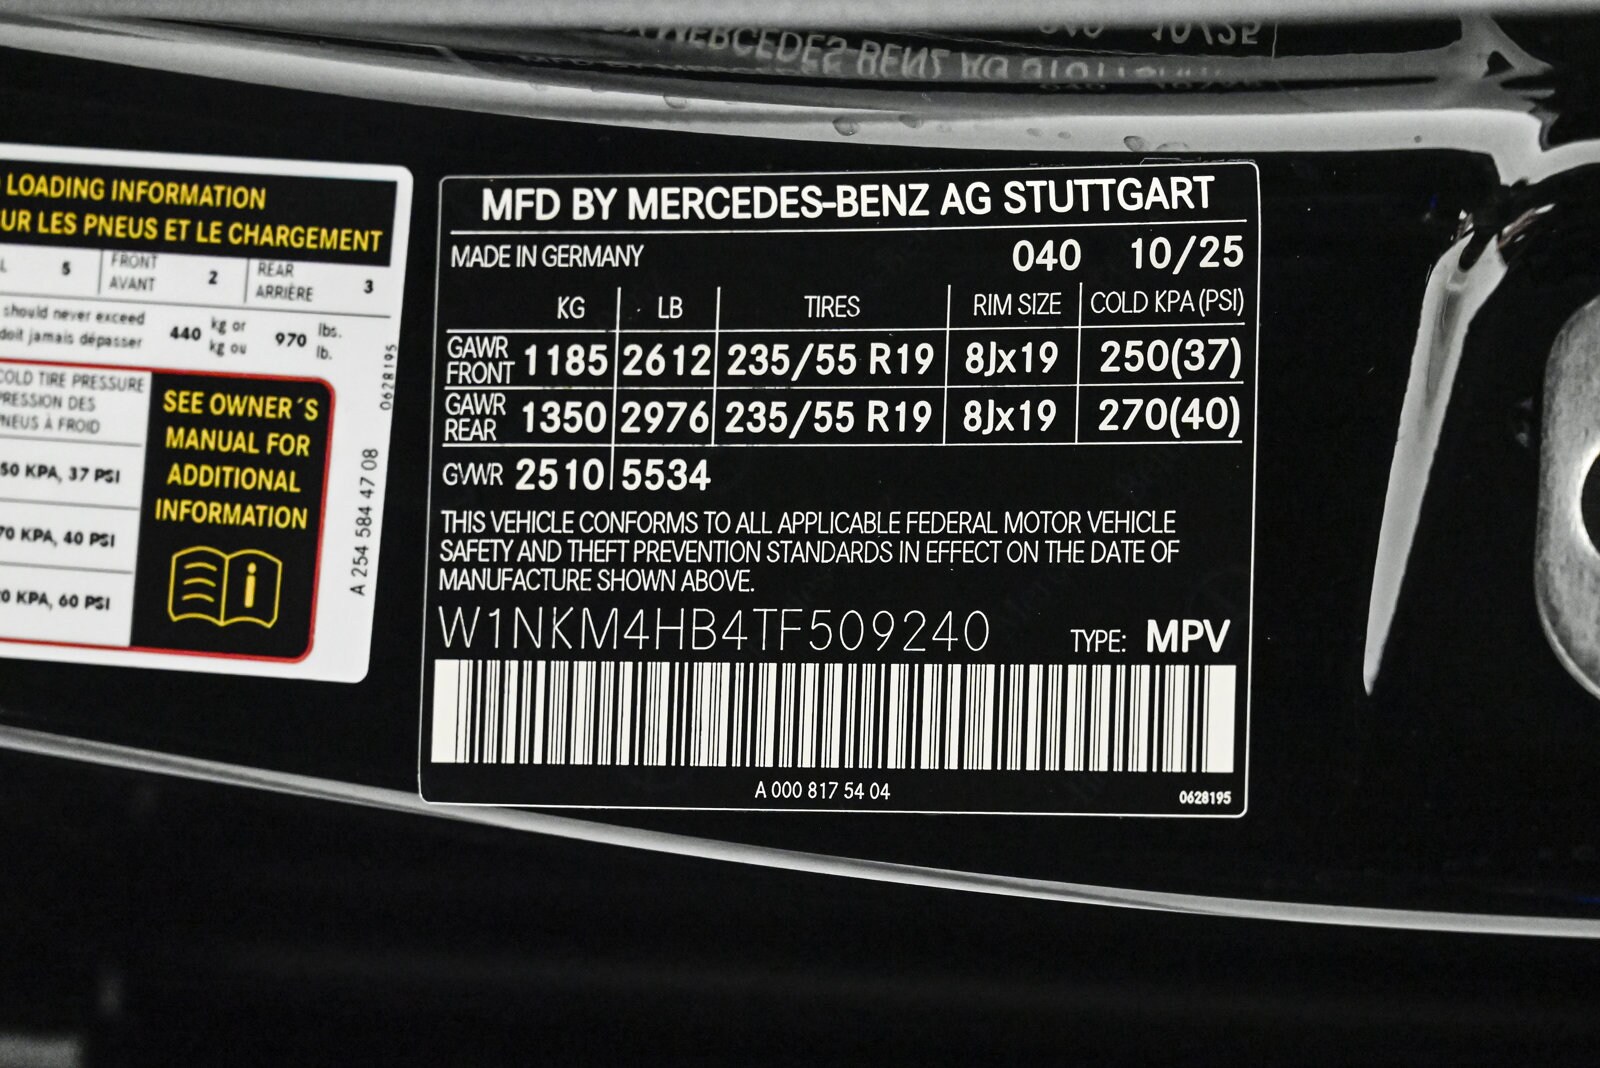 LOADING INFORMATION
UR LES PNEUS ET LE CHARGEMENT
L 5 FRONT AVANT 2 REAR ARRIÈRE 3
should never exceed
doit jamais dépasser
440 kg or kg ou 970 lbs. lb.
0628195
COLD TIRE PRESSURE
RESSION DES
NEUS À FROID
50 KPA, 37 PSI
70 KPA, 40 PSI
0 KPA, 60 PSI
SEE OWNER´S
MANUAL FOR
ADDITIONAL
INFORMATION
i
A 254 584 47 08
MFD BY MERCEDES-BENZ AG STUTTGART
MADE IN GERMANY 040 10/25
KG LB TIRES RIM SIZE COLD KPA (PSI)
GAWR FRONT 1185 2612 235/55 R19 8Jx19 250(37)
GAWR REAR 1350 2976 235/55 R19 8Jx19 270(40)
GVWR 2510 5534
THIS VEHICLE CONFORMS TO ALL APPLICABLE FEDERAL MOTOR VEHICLE
SAFETY AND THEFT PREVENTION STANDARDS IN EFFECT ON THE DATE OF
MANUFACTURE SHOWN ABOVE.
W1NKM4HB4TF509240 TYPE: MPV
A 000 817 54 04
0628195